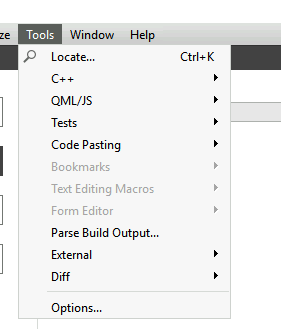 ze Tools Window Help
Locate... Ctrl+K
C++
QML/JS
Tests
Code Pasting
Bookmarks
Text Editing Macros
Form Editor
Parse Build Output...
External
Diff
Options...